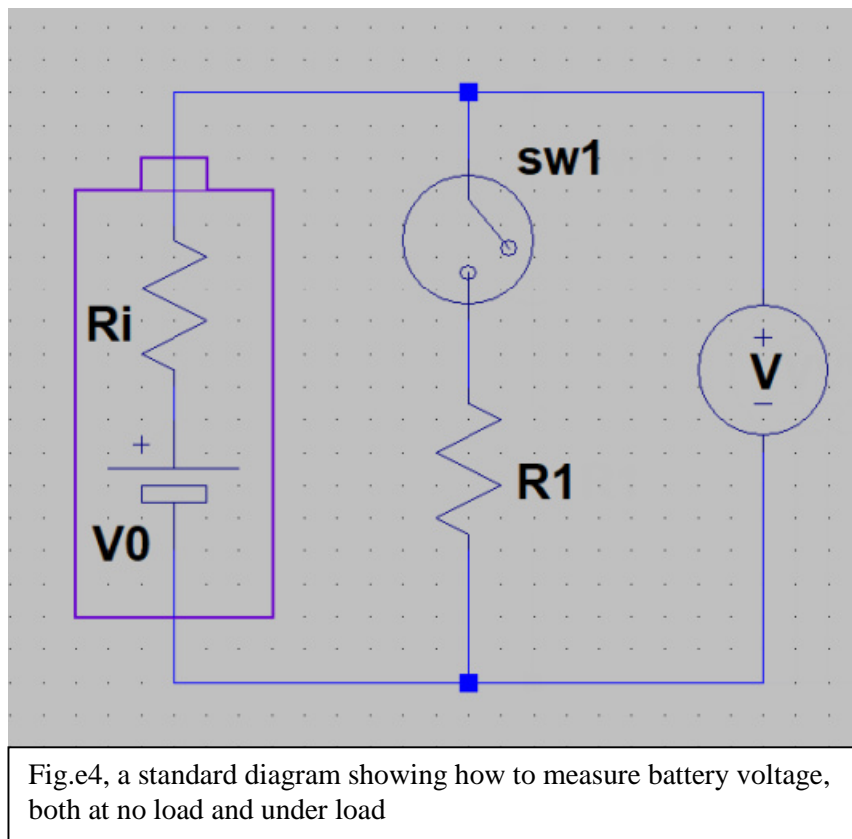 sw1
Ri
+
V
R1
+
V0
Fig.e4, a standard diagram showing how to measure battery voltage,
both at no load and under load